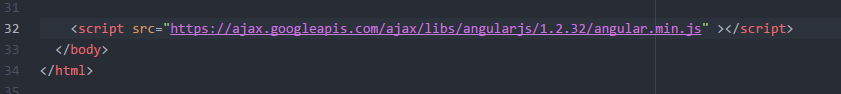 31
32 <script src="https://ajax.googleapis.com/ajax/libs/angularjs/1.2.32/angular.min.js" ></script>
33 </body>
34 </html>
35